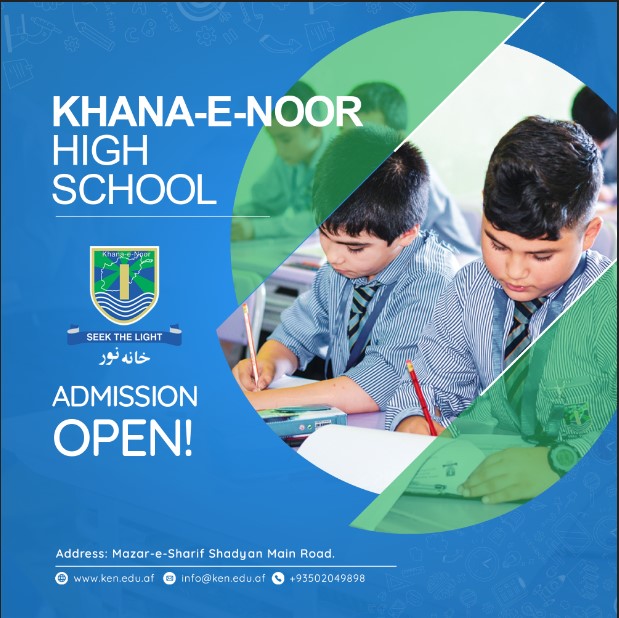 KHANA-E-NOOR
HIGH
SCHOOL
Khana-e-Noor
SEEK THE LIGHT
خانه نور
ADMISSION
OPEN!
Address: Mazar-e-Sharif Shadyan Main Road.
www.ken.edu.af info@ken.edu.af +93502049898